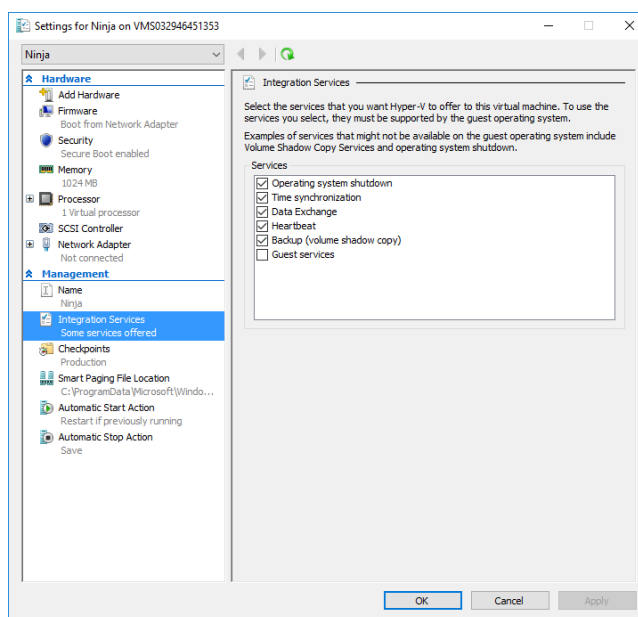 Settings for Ninja on VMS032946451353
Ninja
Hardware
Add Hardware
Firmware
Boot from Network Adapter
Security
Secure Boot enabled
Memory
1024 MB
Processor
1 Virtual processor
SCSI Controller
Network Adapter
Not connected
Management
Name
Ninja
Integration Services
Some services offered
Checkpoints
Production
Smart Paging File Location
C:\ProgramData\Microsoft\Windo...
Automatic Start Action
Restart if previously running
Automatic Stop Action
Save
Integration Services
Select the services that you want Hyper-V to offer to this virtual machine. To use the
services you select, they must be supported by the guest operating system.
Examples of services that might not be available on the guest operating system include
Volume Shadow Copy Services and operating system shutdown.
Services
Operating system shutdown
Time synchronization
Data Exchange
Heartbeat
Backup (volume shadow copy)
Guest services
OK
Cancel
Apply